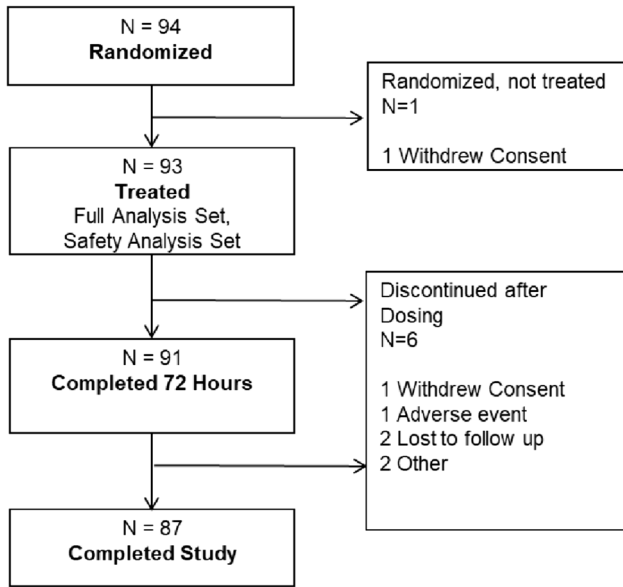 N = 94
Randomized
Randomized, not treated
N=1
1 Withdrew Consent
N = 93
Treated
Full Analysis Set,
Safety Analysis Set
Discontinued after
Dosing
N=6
1 Withdrew Consent
1 Adverse event
2 Lost to follow up
2 Other
N = 91
Completed 72 Hours
N = 87
Completed Study